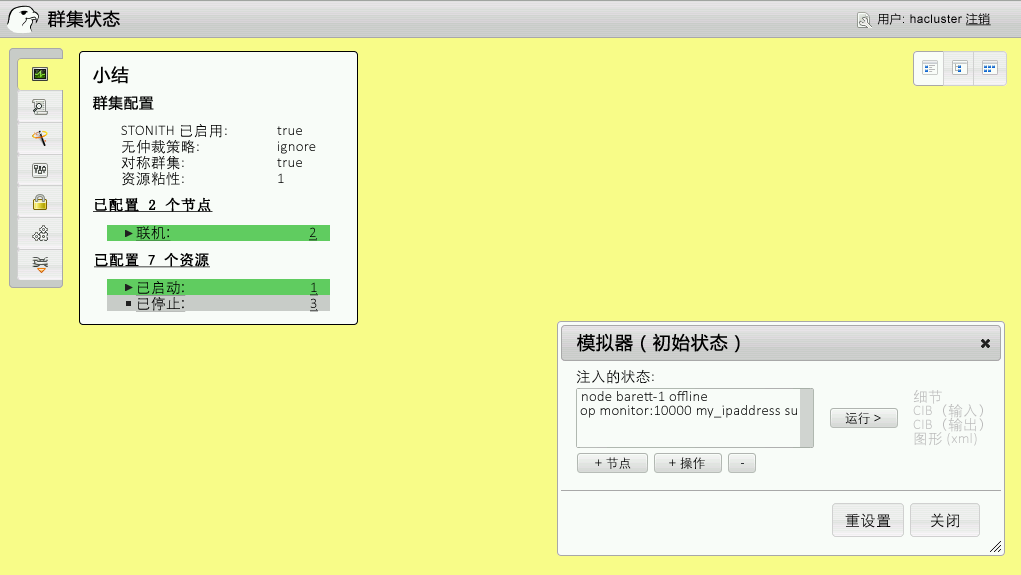 群集状态
用户: hacluster 注销
小结
群集配置
STONITH 已启用: true
无仲裁策略: ignore
对称群集: true
资源粘性: 1
已配置 2 个节点
联机: 2
已配置 7 个资源
已启动: 1
已停止: 3
模拟器（初始状态）
注入的状态:
node barett-1 offline
op monitor:10000 my_ipaddress su
运行 >
细节
CIB（输入）
CIB（输出）
图形 (xml)
+ 节点 + 操作 -
重设置 关闭